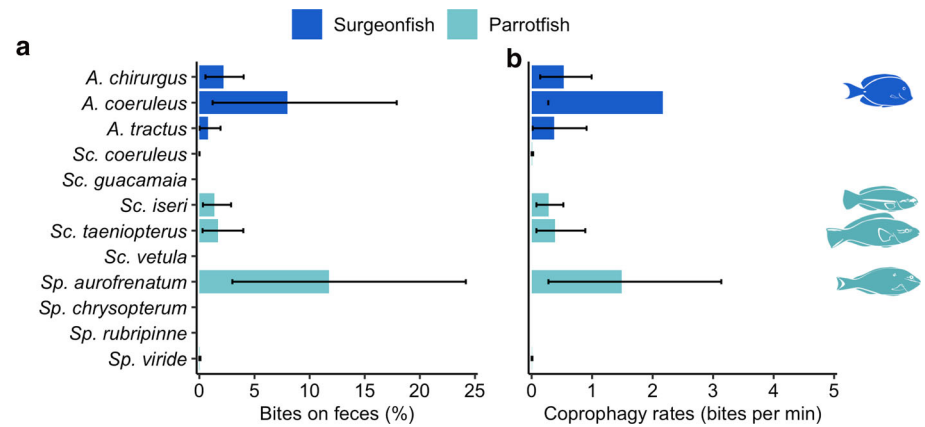 Surgeonfish Parrotfish
a
b
A. chirurgus
A. coeruleus
A. tractus
Sc. coeruleus
Sc. guacamaia
Sc. iseri
Sc. taeniopterus
Sc. vetula
Sp. aurofrenatum
Sp. chrysopterum
Sp. rubripinne
Sp. viride
0 5 10 15 20 25
Bites on feces (%)
0 1 2 3 4 5
Coprophagy rates (bites per min)